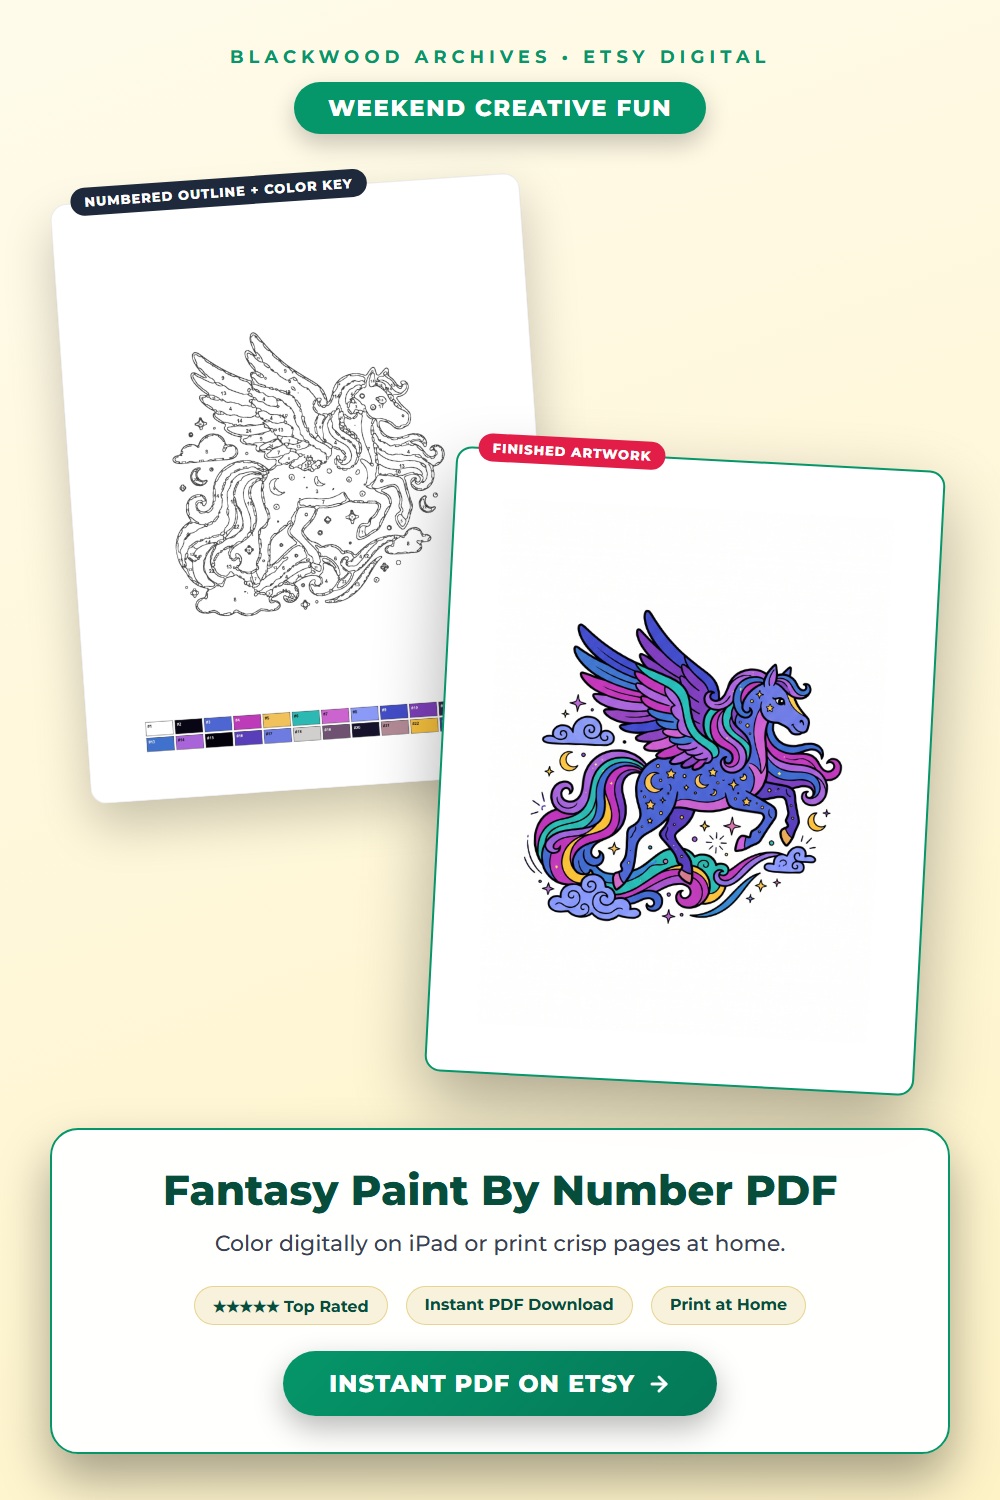 BLACKWOOD ARCHIVES • ETSY DIGITAL
WEEKEND CREATIVE FUN
NUMBERED OUTLINE + COLOR KEY
FINISHED ARTWORK
Fantasy Paint By Number PDF
Color digitally on iPad or print crisp pages at home.
★★★★★ Top Rated
Instant PDF Download
Print at Home
INSTANT PDF ON ETSY →